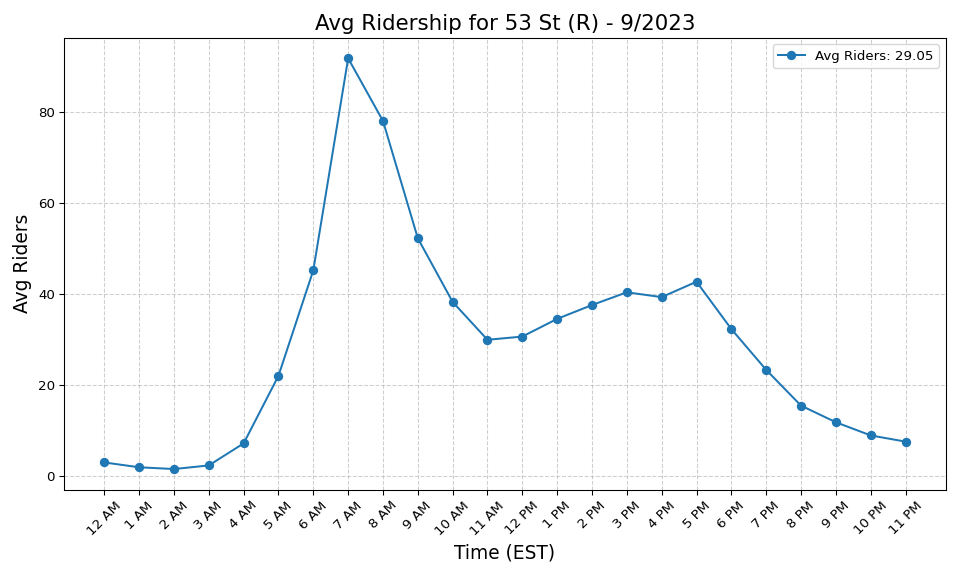 Avg Ridership for 53 St (R) - 9/2023
Avg Riders: 29.05
Avg Riders
80
60
40
20
0
12 AM
1 AM
2 AM
3 AM
4 AM
5 AM
6 AM
7 AM
8 AM
9 AM
10 AM
11 AM
12 PM
1 PM
2 PM
3 PM
4 PM
5 PM
6 PM
7 PM
8 PM
9 PM
10 PM
11 PM
Time (EST)